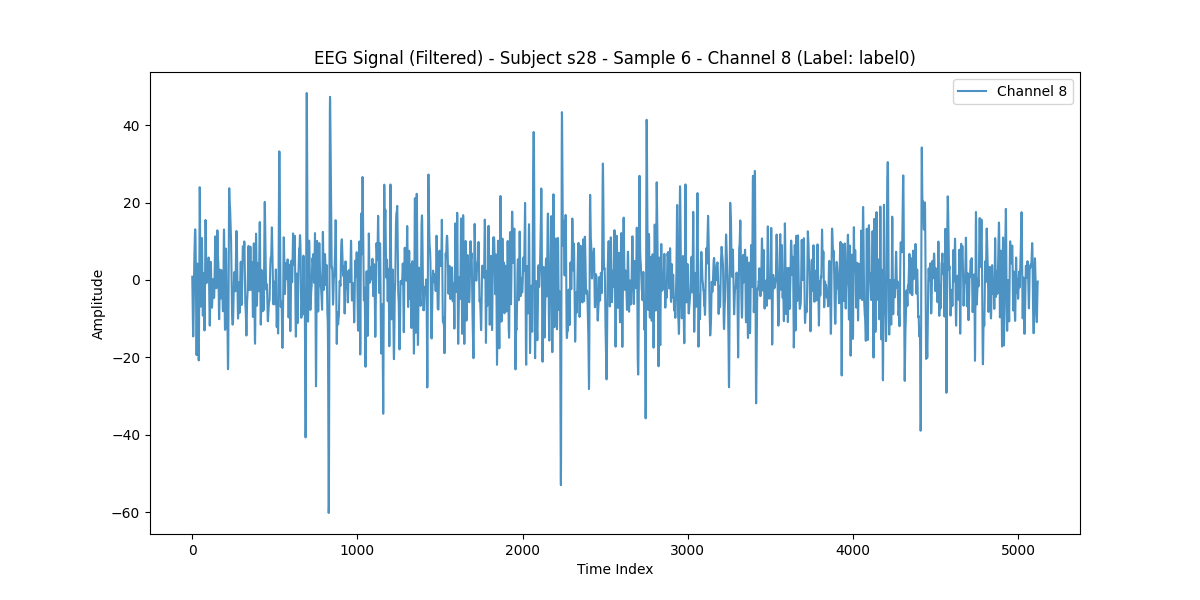 EEG Signal (Filtered) - Subject s28 - Sample 6 - Channel 8 (Label: label0)
Channel 8
40
20
0
−20
−40
−60
Amplitude
0 1000 2000 3000 4000 5000
Time Index